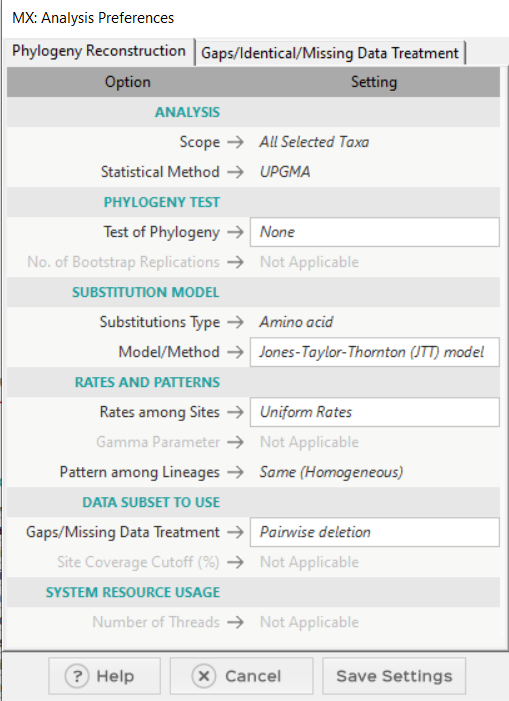 MX: Analysis Preferences
Phylogeny Reconstruction Gaps/Identical/Missing Data Treatment
Option Setting
ANALYSIS
Scope → All Selected Taxa
Statistical Method → UPGMA
PHYLOGENY TEST
Test of Phylogeny → None
No. of Bootstrap Replications → Not Applicable
SUBSTITUTION MODEL
Substitutions Type → Amino acid
Model/Method → Jones-Taylor-Thornton (JTT) model
RATES AND PATTERNS
Rates among Sites → Uniform Rates
Gamma Parameter → Not Applicable
Pattern among Lineages → Same (Homogeneous)
DATA SUBSET TO USE
Gaps/Missing Data Treatment → Pairwise deletion
Site Coverage Cutoff (%) → Not Applicable
SYSTEM RESOURCE USAGE
Number of Threads → Not Applicable
? Help X Cancel Save Settings